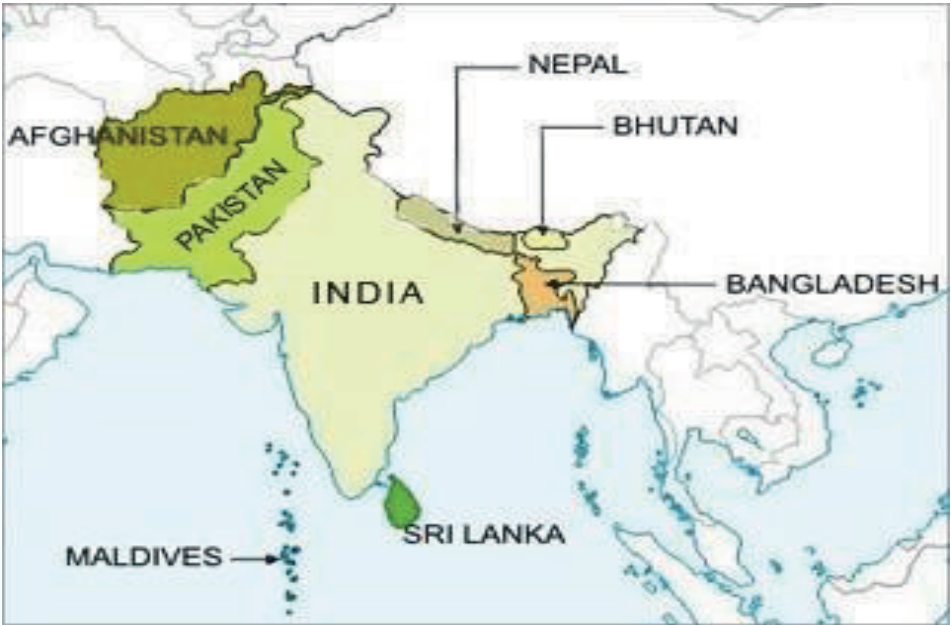 NEPAL
BHUTAN
AFGHANISTAN
PAKISTAN
INDIA
BANGLADESH
SRI LANKA
MALDIVES